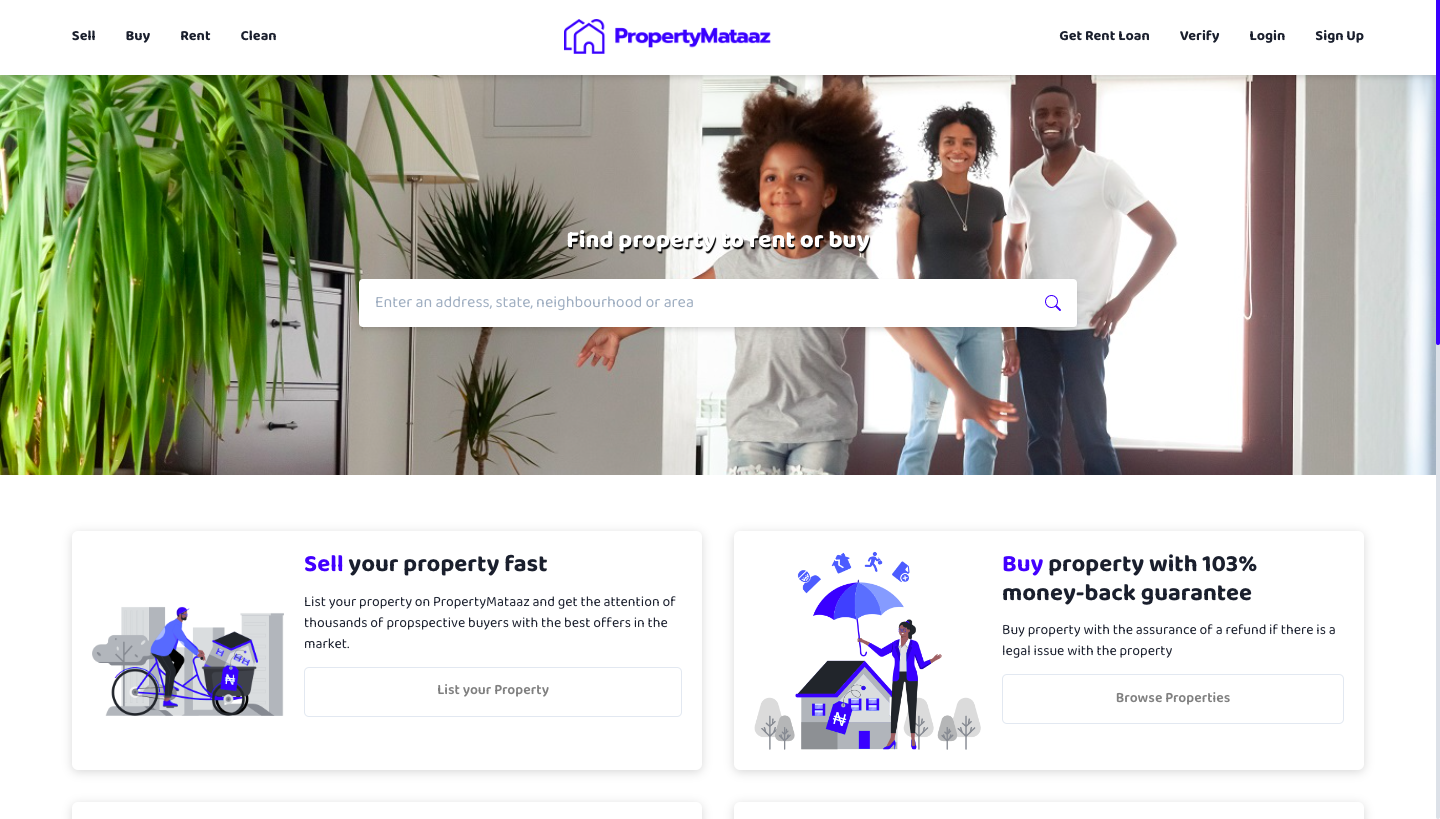 Sell Buy Rent Clean PropertyMataaz Get Rent Loan Verify Login Sign Up
Find property to rent or buy
Enter an address, state, neighbourhood or area
Sell your property fast
List your property on PropertyMataaz and get the attention of
thousands of propspective buyers with the best offers in the
market.
₦
List your Property
Buy property with 103%
money-back guarantee
Buy property with the assurance of a refund if there is a
legal issue with the property
₦
Browse Properties